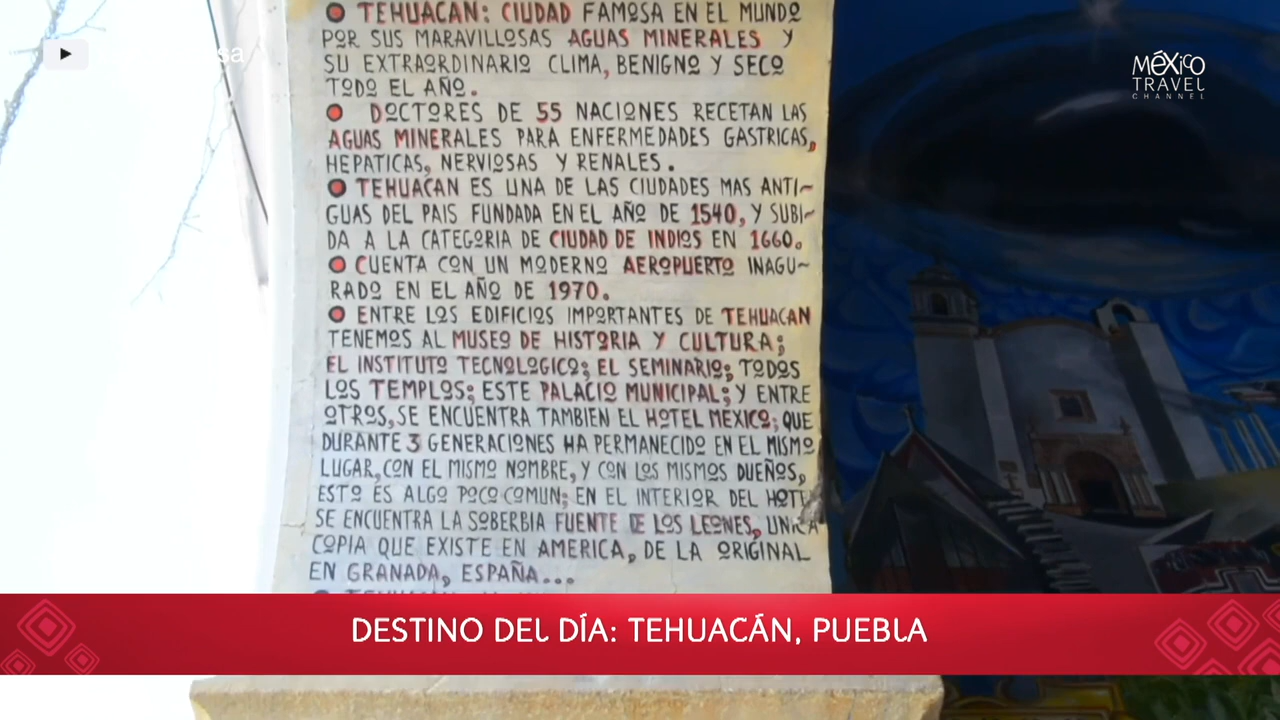 ● TEHUACAN: CIUDAD FAMOSA EN EL MUNDO
POR SUS MARAVILLOSAS AGUAS MINERALES Y
SU EXTRAORDINARIO CLIMA, BENIGNO Y SECO
TODO EL AÑO.
● DOCTORES DE 55 NACIONES RECETAN LAS
AGUAS MINERALES PARA ENFERMEDADES GASTRICAS,
HEPATICAS, NERVIOSAS Y RENALES.
● TEHUACAN ES UNA DE LAS CIUDADES MAS ANTI~
GUAS DEL PAIS FUNDADA EN EL AÑO DE 1540, Y SUBI~
DA A LA CATEGORIA DE CIUDAD DE INDIOS EN 1660.
● CUENTA CON UN MODERNO AEROPUERTO INAGU~
RADO EN EL AÑO DE 1970.
● ENTRE LOS EDIFICIOS IMPORTANTES DE TEHUACAN
TENEMOS AL MUSEO DE HISTORIA Y CULTURA;
EL INSTITUTO TECNOLOGICO; EL SEMINARIO; TODOS
LOS TEMPLOS; ESTE PALACIO MUNICIPAL; Y ENTRE
OTROS, SE ENCUENTRA TAMBIEN EL HOTEL MEXICO; QUE
DURANTE 3 GENERACIONES HA PERMANECIDO EN EL MISMO
LUGAR, CON EL MISMO NOMBRE, Y CON LOS MISMOS DUEÑOS,
ESTO ES ALGO POCO COMUN; EN EL INTERIOR DEL HOTEL
SE ENCUENTRA LA SOBERBIA FUENTE DE LOS LEONES, UNICA
COPIA QUE EXISTE EN AMERICA, DE LA ORIGINAL
EN GRANADA, ESPAÑA...
MÉXICO
TRAVEL
CHANNEL
DESTINO DEL DÍA: TEHUACÁN, PUEBLA